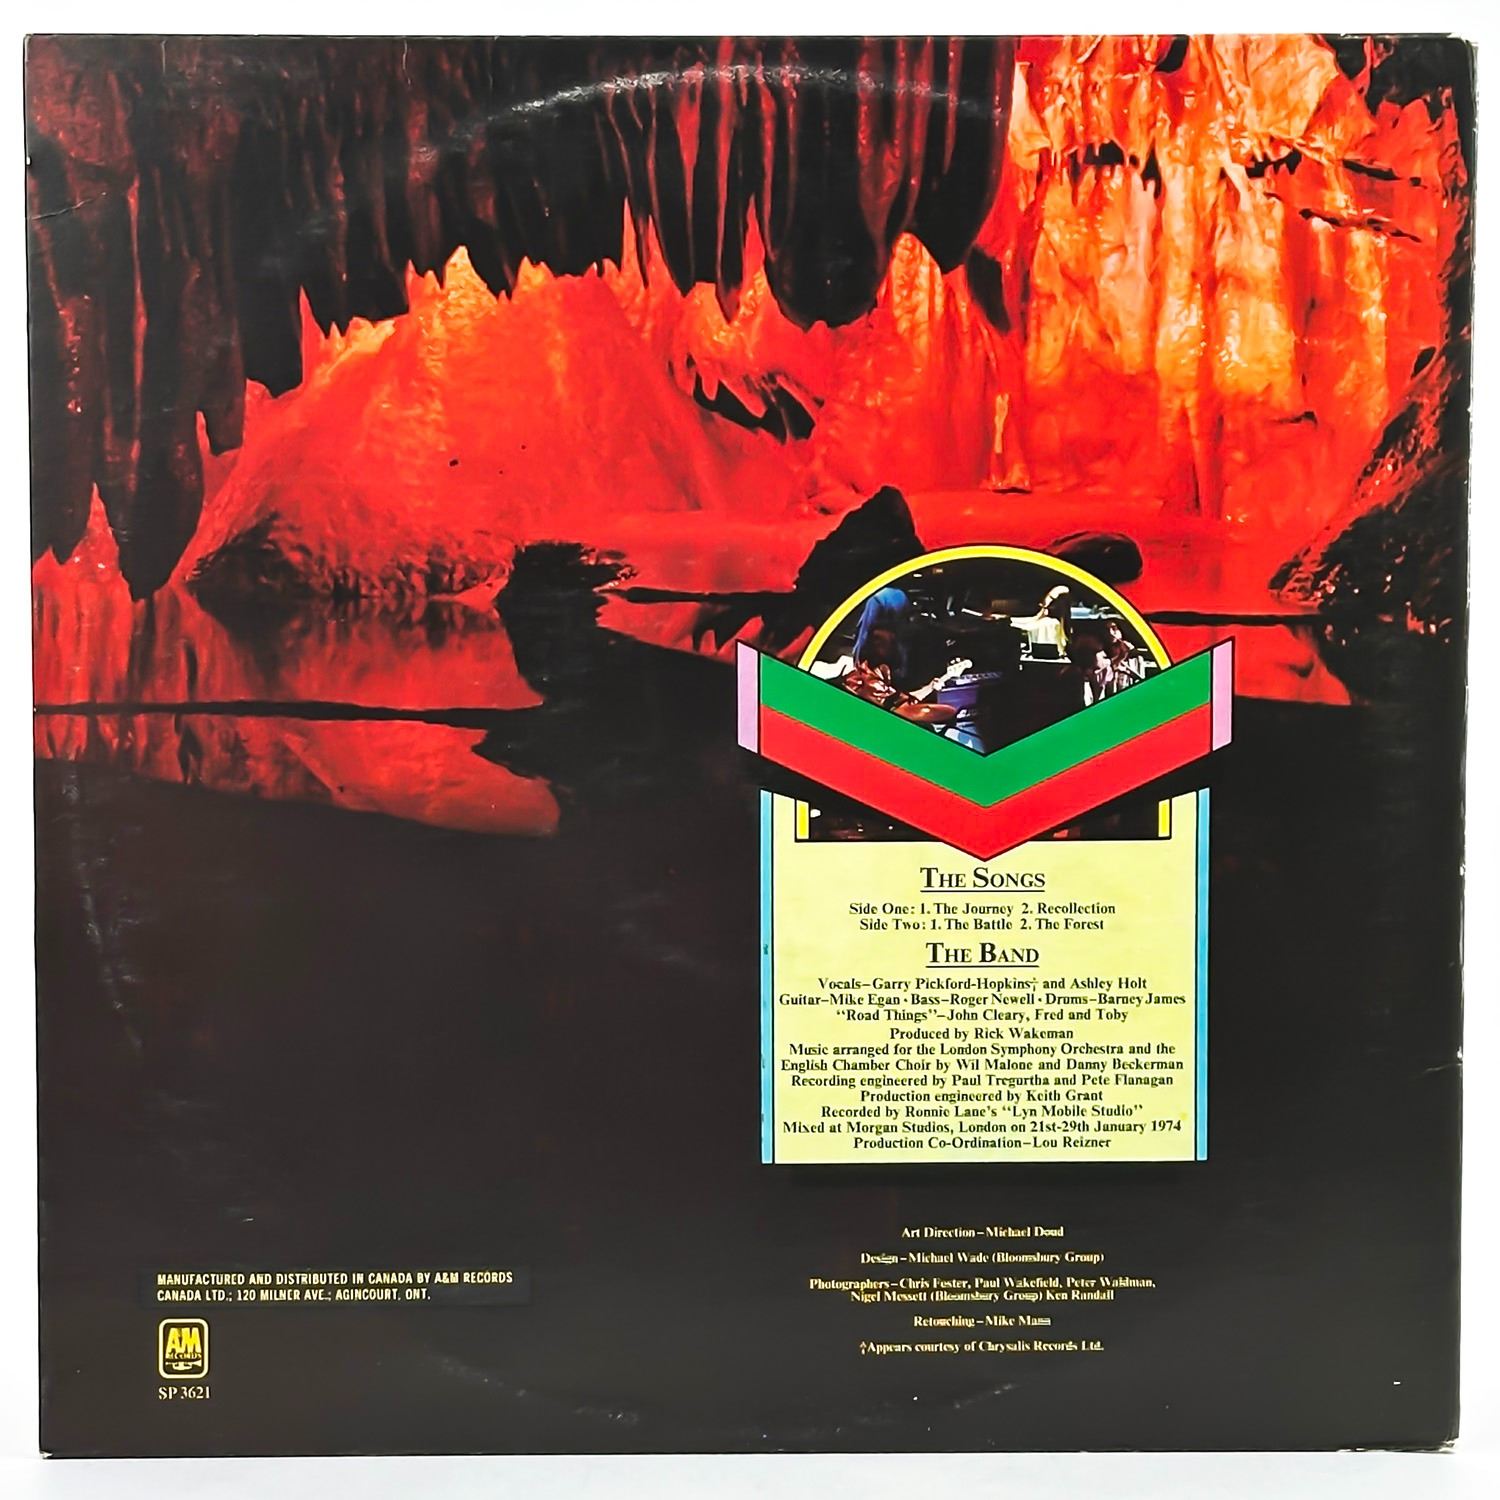 THE SONGS
Side One: 1. The Journey 2. Recollection
Side Two: 1. The Battle 2. The Forest
THE BAND
Vocals–Garry Pickford-Hopkins† and Ashley Holt
Guitar–Mike Egan · Bass–Roger Newell · Drums–Barney James
“Road Things”–John Cleary, Fred and Toby
Produced by Rick Wakeman
Music arranged for the London Symphony Orchestra and the
English Chamber Choir by Wil Malone and Danny Beckerman
Recording engineered by Paul Tregurtha and Pete Flanagan
Production engineered by Keith Grant
Recorded by Ronnie Lane’s “Lyn Mobile Studio”
Mixed at Morgan Studios, London on 21st-29th January 1974
Production Co-Ordination–Lou Reizner
Art Direction–Michael Doud
Design–Michael Wade (Bloomsbury Group)
Photographers–Chris Foster, Paul Wakefield, Peter Waldman,
Nigel Messett (Bloomsbury Group) Ken Randall
Retouching–Mike Mann
†Appears courtesy of Chrysalis Records Ltd.
MANUFACTURED AND DISTRIBUTED IN CANADA BY A&M RECORDS
CANADA LTD.; 120 MILNER AVE.; AGINCOURT, ONT.
A&M
RECORDS
SP 3621